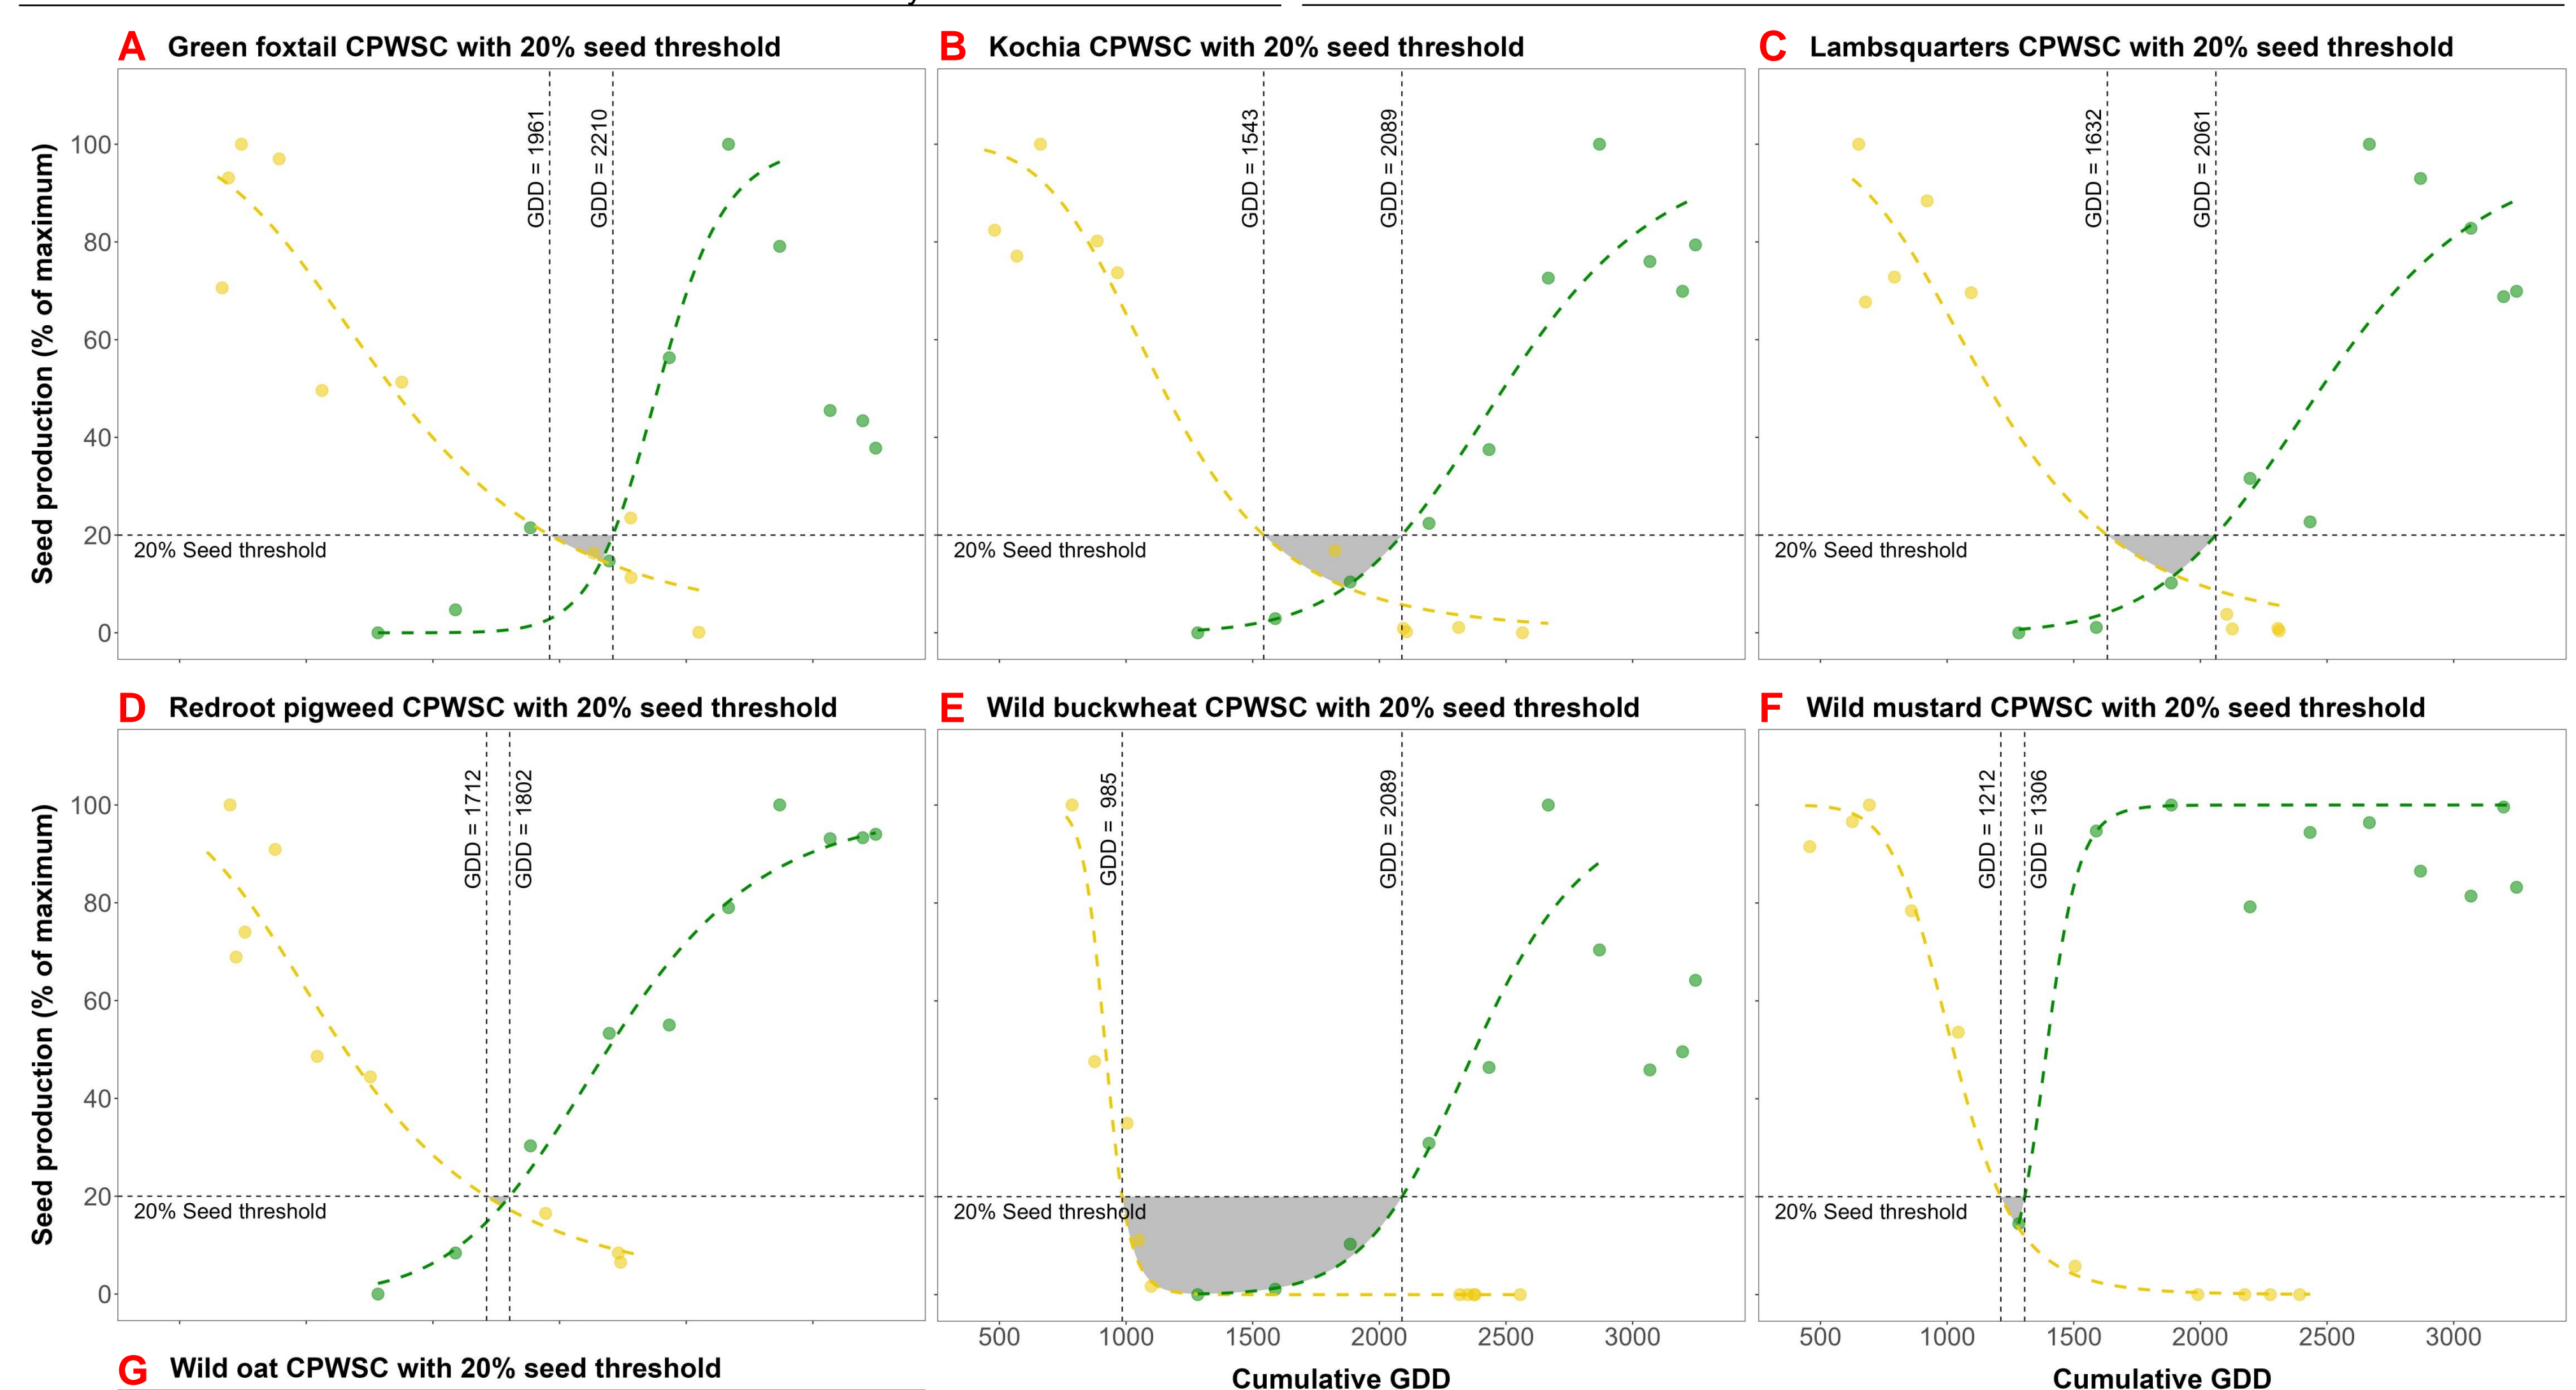 A Green foxtail CPWSC with 20% seed threshold
Seed production (% of maximum)
100
80
60
40
20
0
GDD = 1961
GDD = 2210
20% Seed threshold
B Kochia CPWSC with 20% seed threshold
GDD = 1543
GDD = 2089
20% Seed threshold
C Lambsquarters CPWSC with 20% seed threshold
GDD = 1632
GDD = 2061
20% Seed threshold
D Redroot pigweed CPWSC with 20% seed threshold
Seed production (% of maximum)
100
80
60
40
20
0
GDD = 1712
GDD = 1802
20% Seed threshold
E Wild buckwheat CPWSC with 20% seed threshold
GDD = 985
GDD = 2089
20% Seed threshold
500 1000 1500 2000 2500 3000
Cumulative GDD
F Wild mustard CPWSC with 20% seed threshold
GDD = 1212
GDD = 1306
20% Seed threshold
500 1000 1500 2000 2500 3000
Cumulative GDD
G Wild oat CPWSC with 20% seed threshold